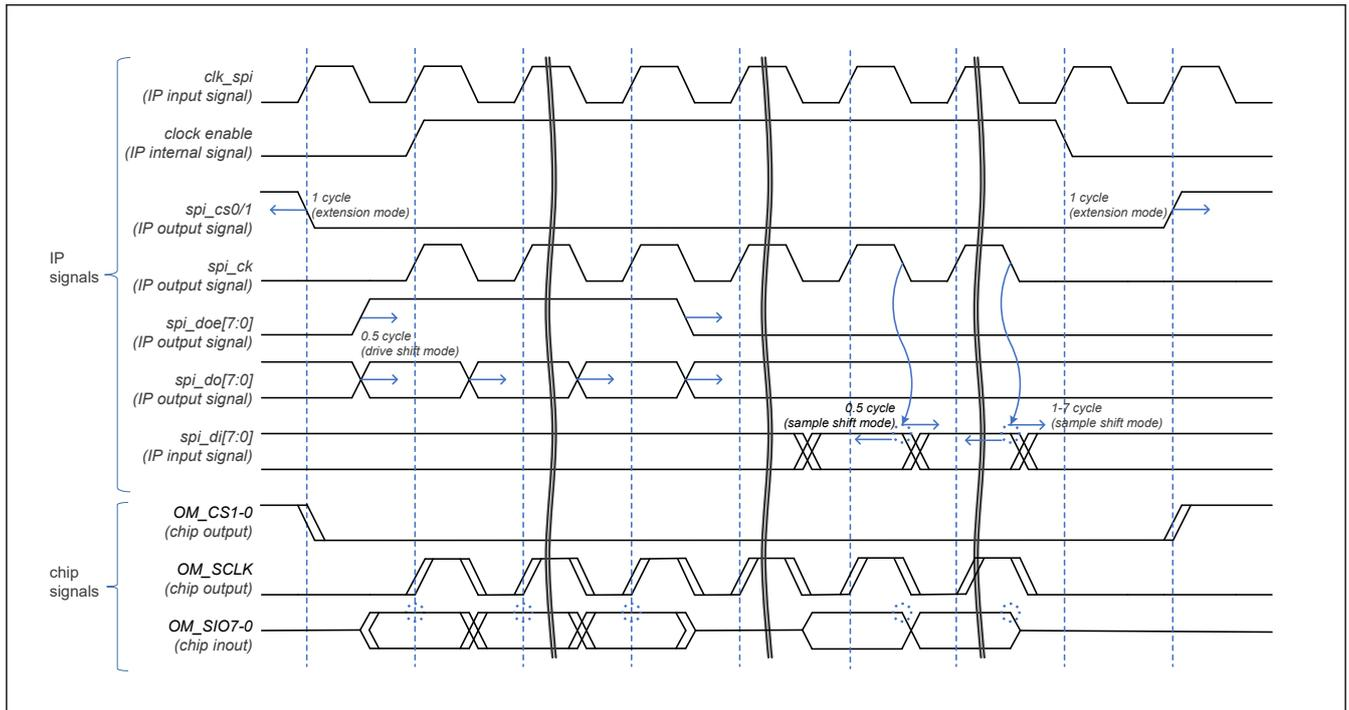 clk_spi
(IP input signal)
clock enable
(IP internal signal)
1 cycle
(extension mode)
1 cycle
(extension mode)
spi_cs0/1
(IP output signal)
IP
signals
spi_ck
(IP output signal)
spi_doe[7:0]
(IP output signal)
0.5 cycle
(drive shift mode)
spi_do[7:0]
(IP output signal)
0.5 cycle
(sample shift mode)
1-7 cycle
(sample shift mode)
spi_di[7:0]
(IP input signal)
OM_CS1-0
(chip output)
chip
signals
OM_SCLK
(chip output)
OM_SIO7-0
(chip inout)